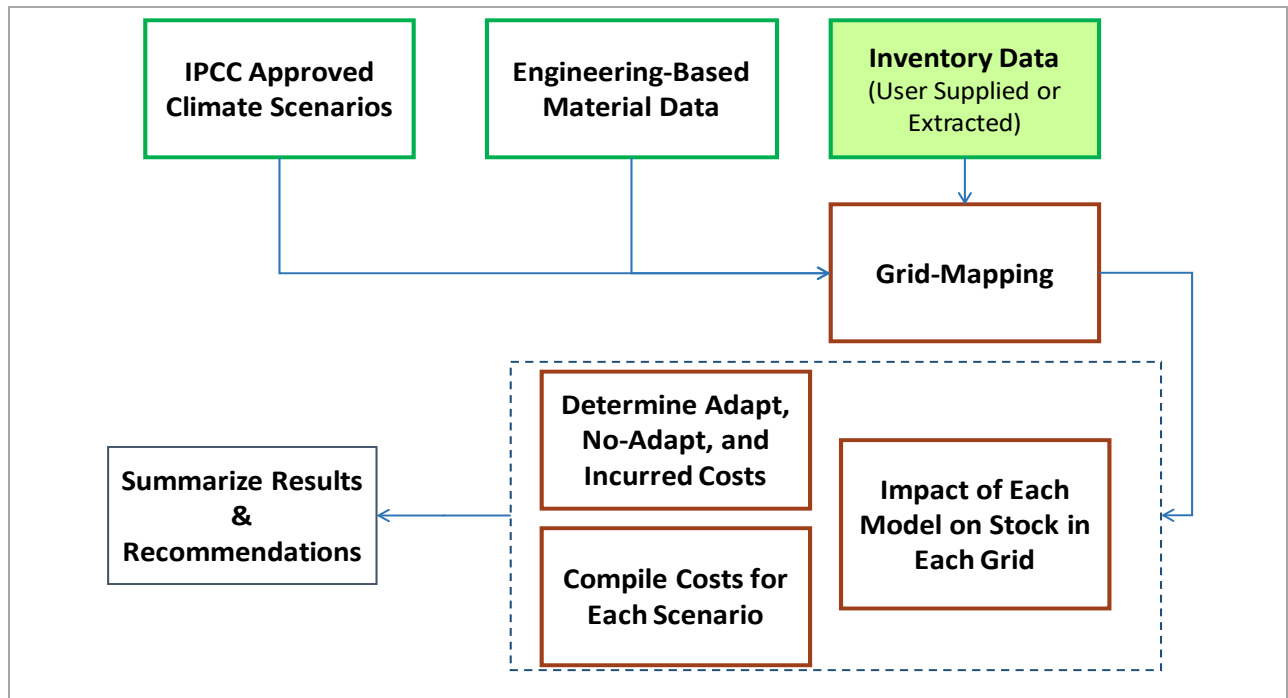 IPCC Approved
Climate Scenarios
Engineering-Based
Material Data
Inventory Data
(User Supplied or
Extracted)
Grid-Mapping
Determine Adapt,
No-Adapt, and
Incurred Costs
Impact of Each
Model on Stock in
Each Grid
Compile Costs for
Each Scenario
Summarize Results
&
Recommendations